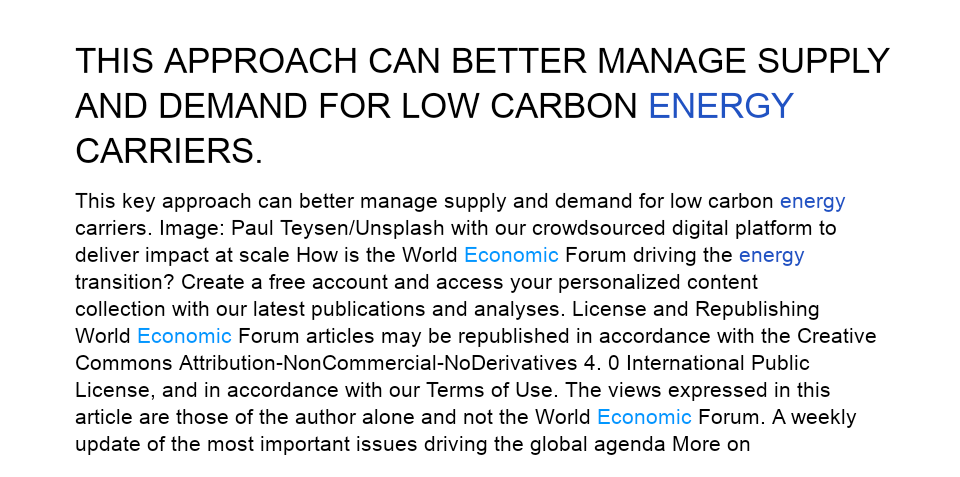 THIS APPROACH CAN BETTER MANAGE SUPPLY
AND DEMAND FOR LOW CARBON ENERGY
CARRIERS.
This key approach can better manage supply and demand for low carbon energy
carriers. Image: Paul Teysen/Unsplash with our crowdsourced digital platform to
deliver impact at scale How is the World Economic Forum driving the energy
transition? Create a free account and access your personalized content
collection with our latest publications and analyses. License and Republishing
World Economic Forum articles may be republished in accordance with the Creative
Commons Attribution-NonCommercial-NoDerivatives 4. 0 International Public
License, and in accordance with our Terms of Use. The views expressed in this
article are those of the author alone and not the World Economic Forum. A weekly
update of the most important issues driving the global agenda More on